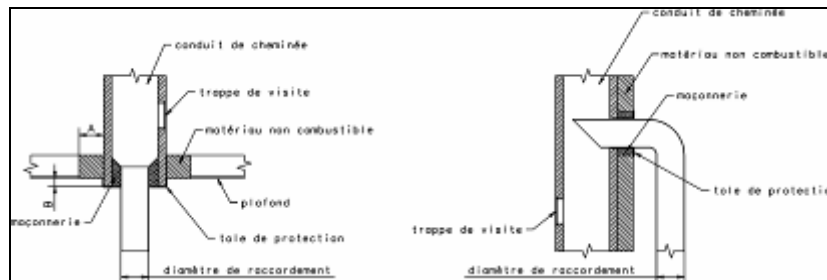 conduit de cheminée
trappe de visite
matériau non combustible
A
B
plafond
maçonnerie
tole de protection
diamètre de raccordement
conduit de cheminée
matériau non combustible
maçonnerie
tole de protectio
trappe de visite
diamètre de raccordement